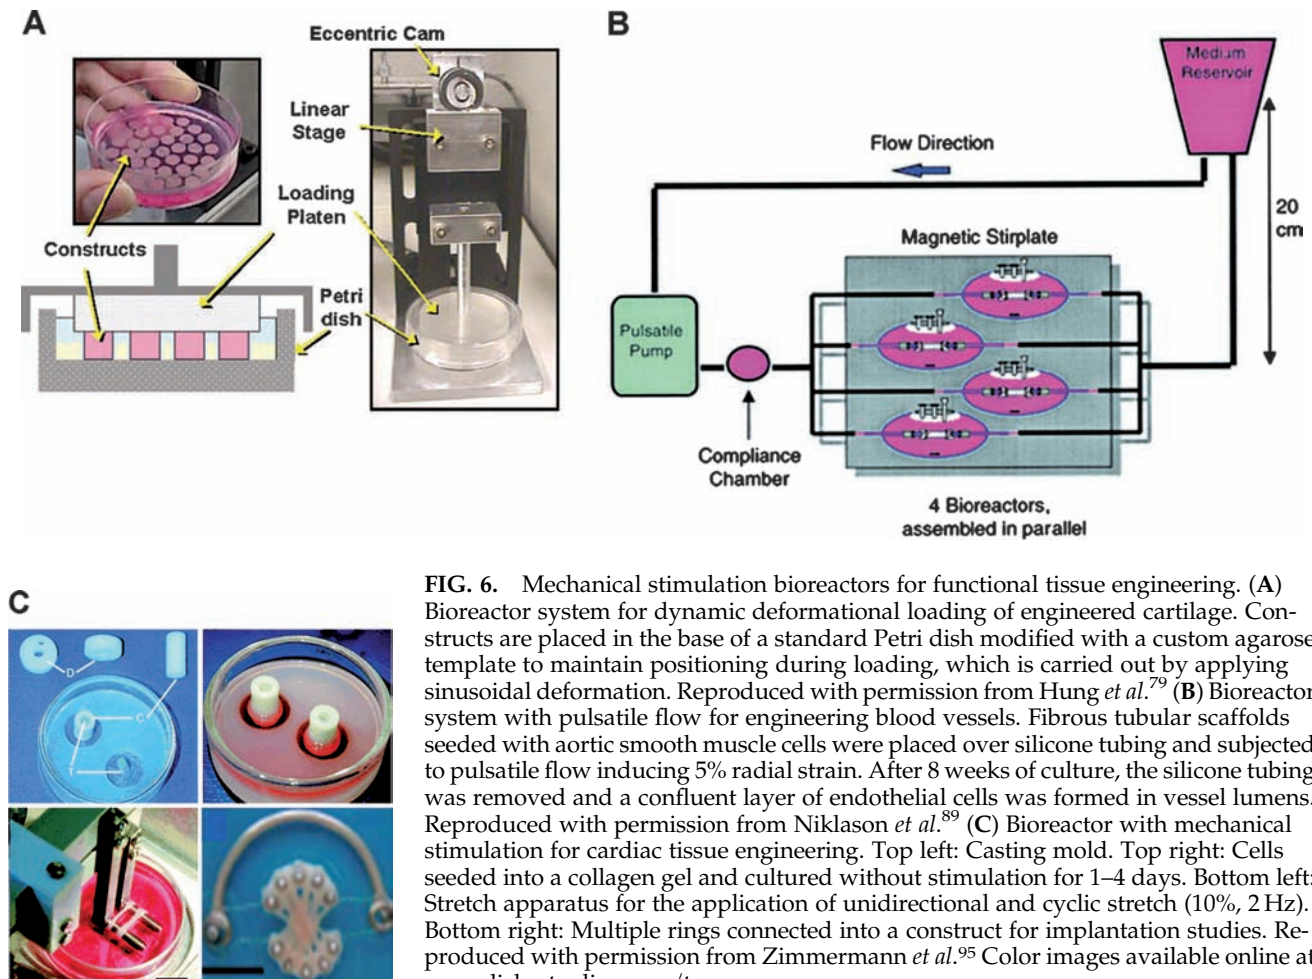 A
Eccentric Cam
Linear
Stage
Loading
Platen
Constructs
Petri
dish
B
Medium
Reservoir
Flow Direction
20
cm
Magnetic Stirplate
Pulsatile
Pump
Compliance
Chamber
4 Bioreactors,
assembled in parallel
C
D
C
T
FIG. 6. Mechanical stimulation bioreactors for functional tissue engineering. (A)
Bioreactor system for dynamic deformational loading of engineered cartilage. Con-
structs are placed in the base of a standard Petri dish modified with a custom agarose
template to maintain positioning during loading, which is carried out by applying
sinusoidal deformation. Reproduced with permission from Hung et al.79 (B) Bioreactor
system with pulsatile flow for engineering blood vessels. Fibrous tubular scaffolds
seeded with aortic smooth muscle cells were placed over silicone tubing and subjected
to pulsatile flow inducing 5% radial strain. After 8 weeks of culture, the silicone tubing
was removed and a confluent layer of endothelial cells was formed in vessel lumens.
Reproduced with permission from Niklason et al.89 (C) Bioreactor with mechanical
stimulation for cardiac tissue engineering. Top left: Casting mold. Top right: Cells
seeded into a collagen gel and cultured without stimulation for 1–4 days. Bottom left:
Stretch apparatus for the application of unidirectional and cyclic stretch (10%, 2 Hz).
Bottom right: Multiple rings connected into a construct for implantation studies. Re-
produced with permission from Zimmermann et al.95 Color images available online at